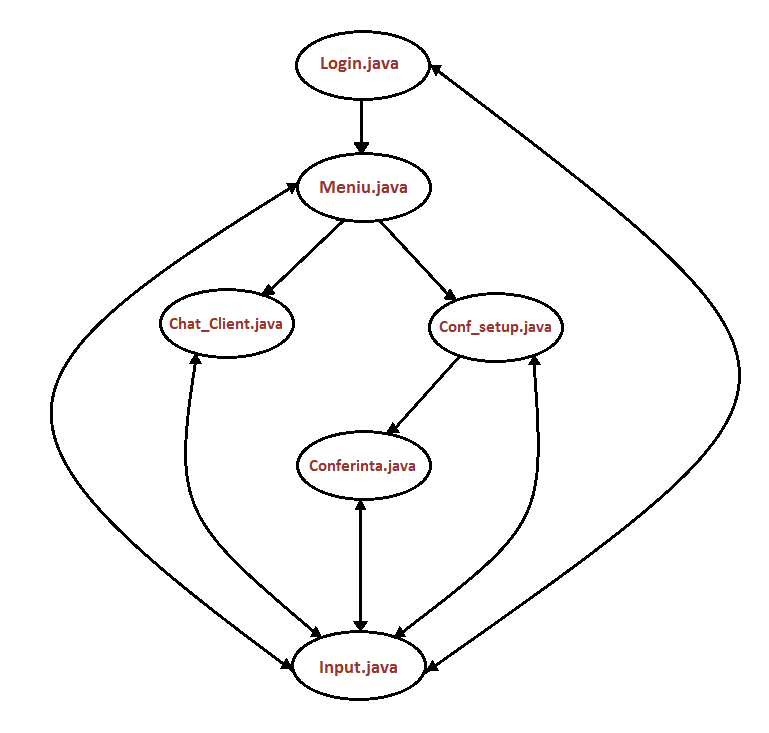 Login.java
Meniu.java
Chat_Client.java
Conf_setup.java
Conferinta.java
Input.java